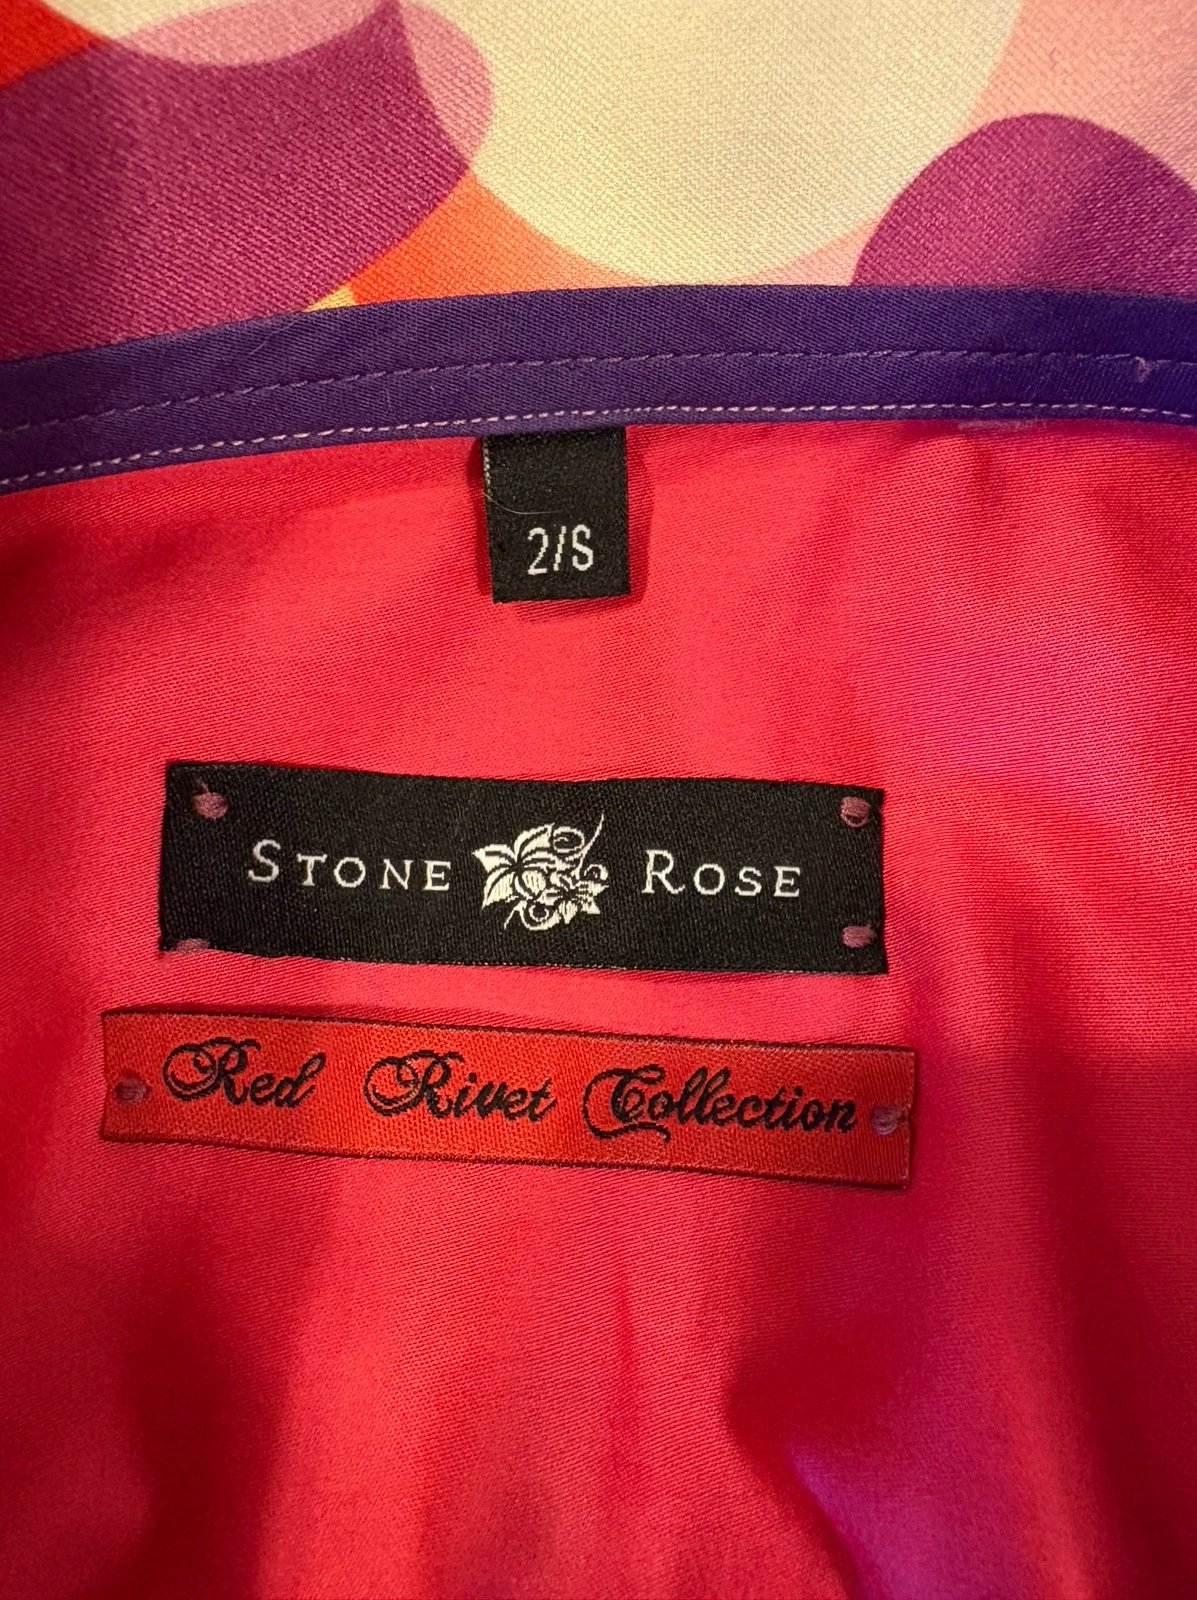 2/S
STONE ROSE
Red Rivet Collection